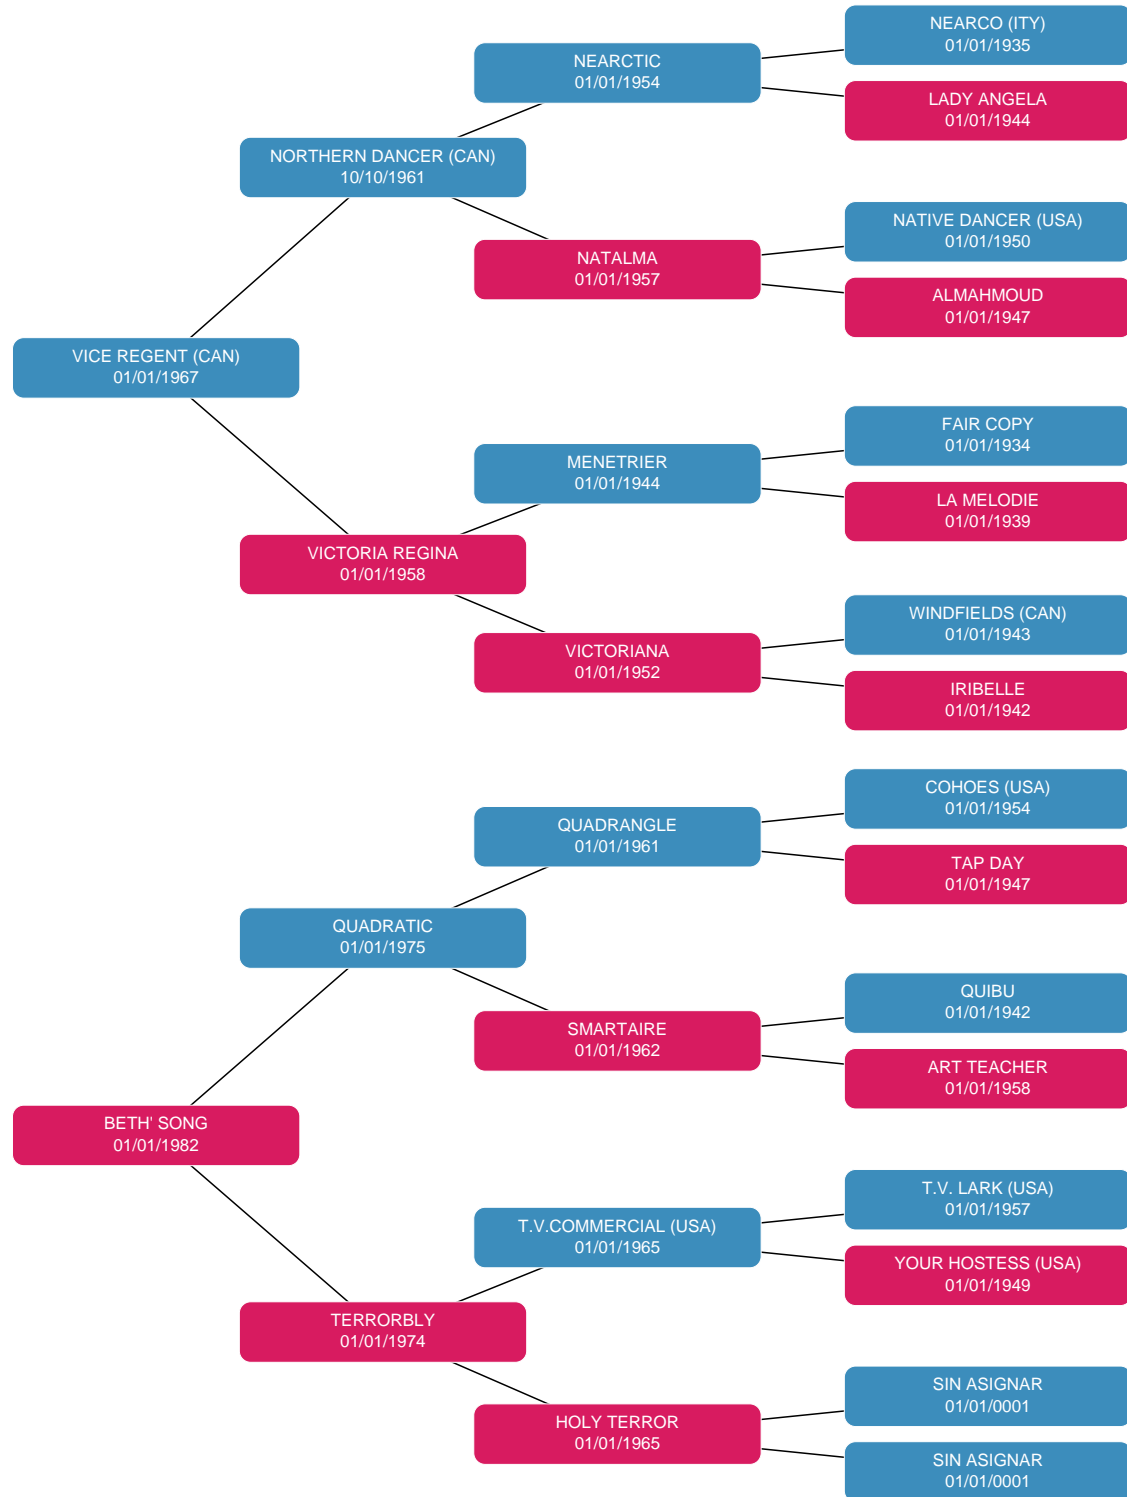 NEARCO (ITY)
01/01/1935
NEARCTIC
01/01/1954
LADY ANGELA
01/01/1944
NORTHERN DANCER (CAN)
10/10/1961
NATIVE DANCER (USA)
01/01/1950
NATALMA
01/01/1957
ALMAHMOUD
01/01/1947
VICE REGENT (CAN)
01/01/1967
FAIR COPY
01/01/1934
MENETRIER
01/01/1944
LA MELODIE
01/01/1939
VICTORIA REGINA
01/01/1958
WINDFIELDS (CAN)
01/01/1943
VICTORIANA
01/01/1952
IRIBELLE
01/01/1942
COHOES (USA)
01/01/1954
QUADRANGLE
01/01/1961
TAP DAY
01/01/1947
QUADRATIC
01/01/1975
QUIBU
01/01/1942
SMARTAIRE
01/01/1962
ART TEACHER
01/01/1958
BETH' SONG
01/01/1982
T.V. LARK (USA)
01/01/1957
T.V.COMMERCIAL (USA)
01/01/1965
YOUR HOSTESS (USA)
01/01/1949
TERRORBLY
01/01/1974
SIN ASIGNAR
01/01/0001
HOLY TERROR
01/01/1965
SIN ASIGNAR
01/01/0001